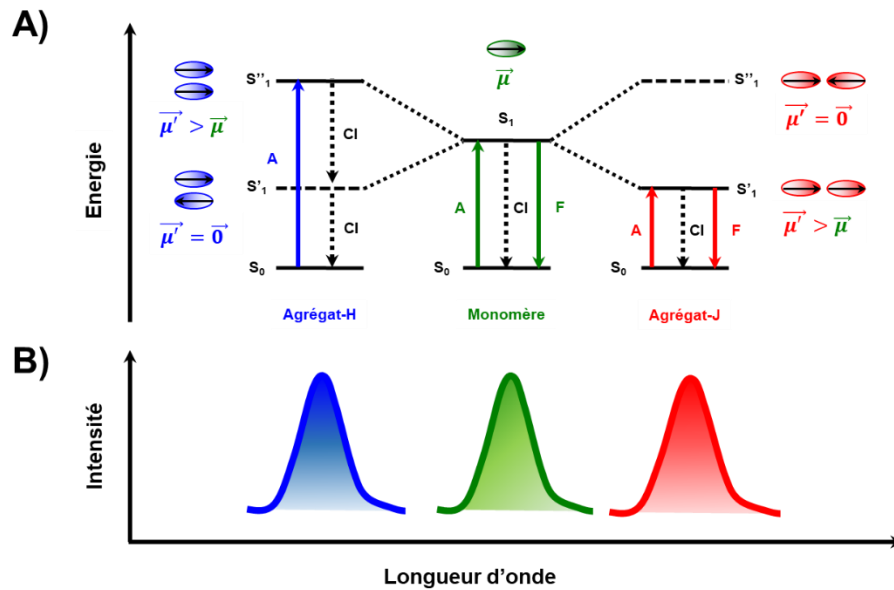 A)
Energie
S''₁
S'₁
S₀
A
CI
CI
μ⃗' > μ⃗
μ⃗' = 0⃗
Agrégat-H
μ⃗
S₁
S₀
A
CI
F
Monomère
S''₁
S'₁
S₀
A
CI
F
μ⃗' = 0⃗
μ⃗' > μ⃗
Agrégat-J
B)
Intensité
Longueur d'onde